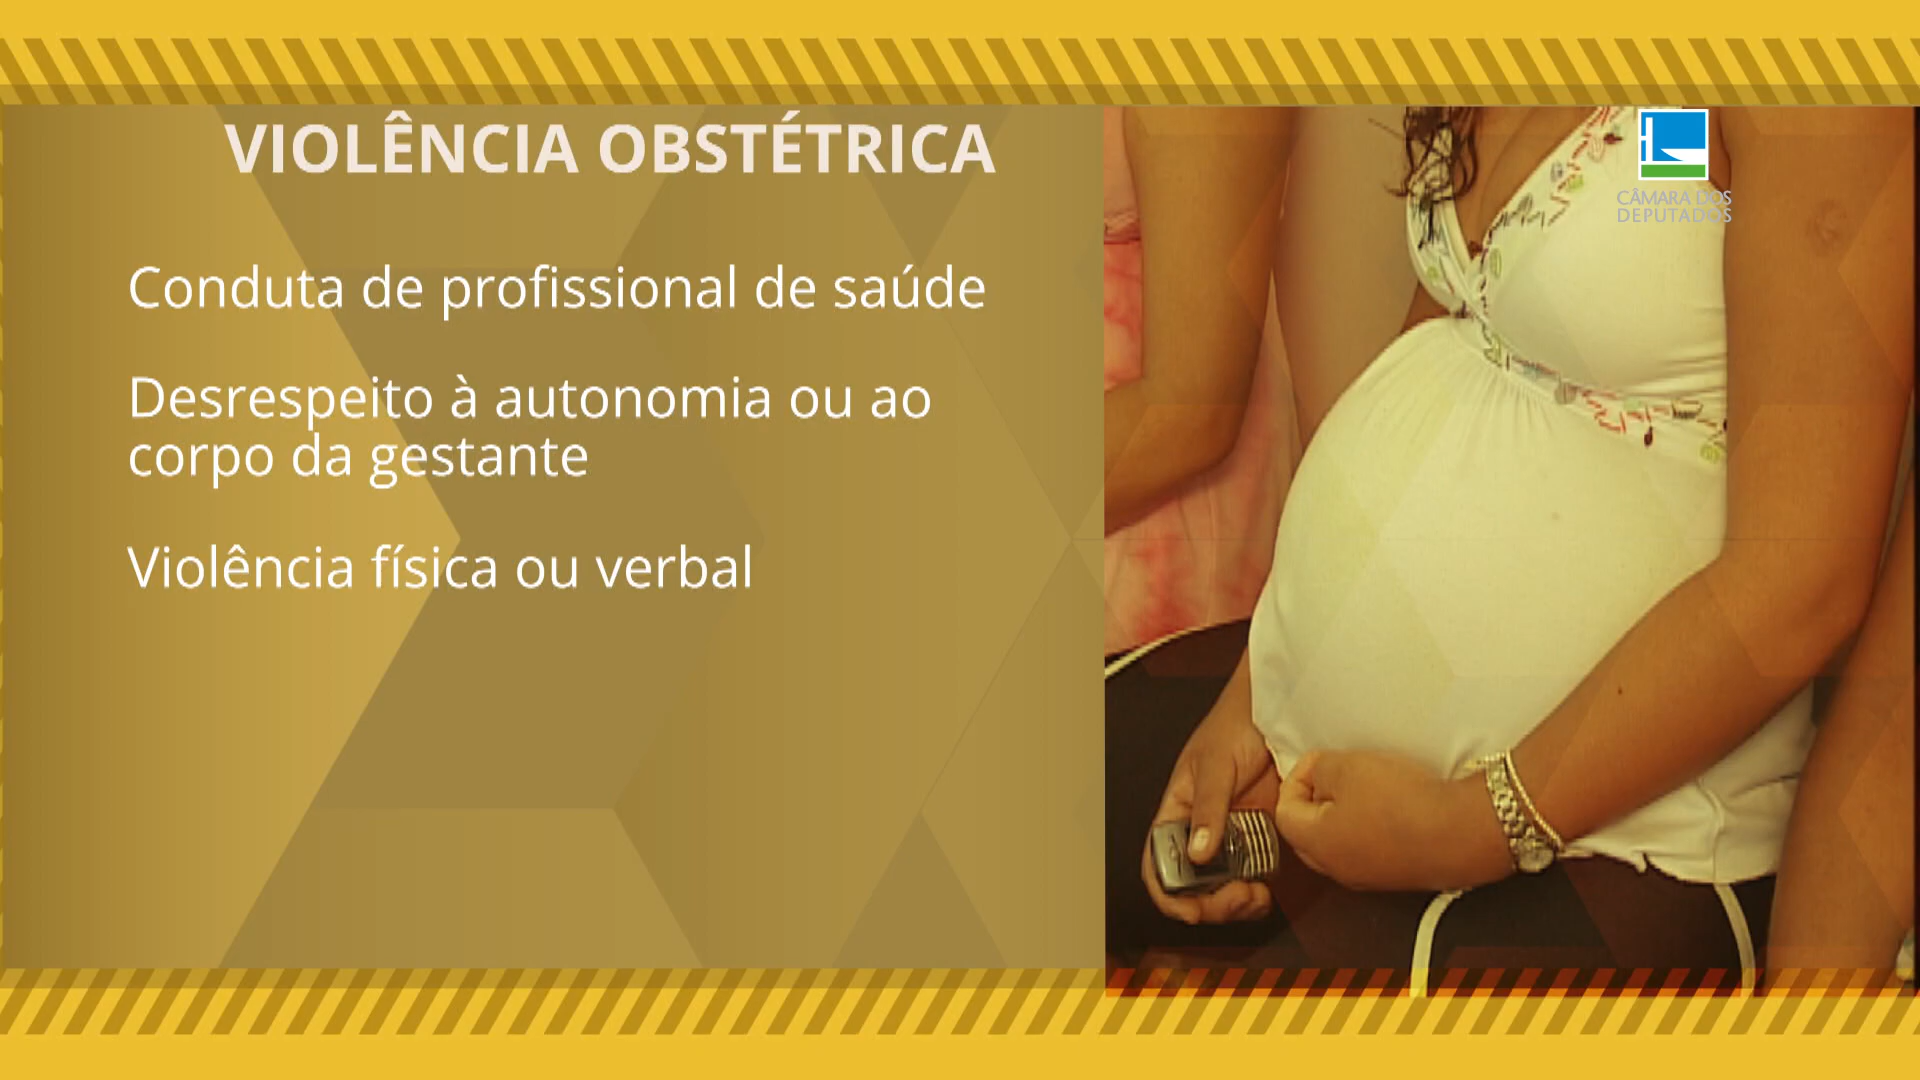 VIOLÊNCIA OBSTÉTRICA
CÂMARA DOS
DEPUTADOS
Conduta de profissional de saúde
Desrespeito à autonomia ou ao
corpo da gestante
Violência física ou verbal